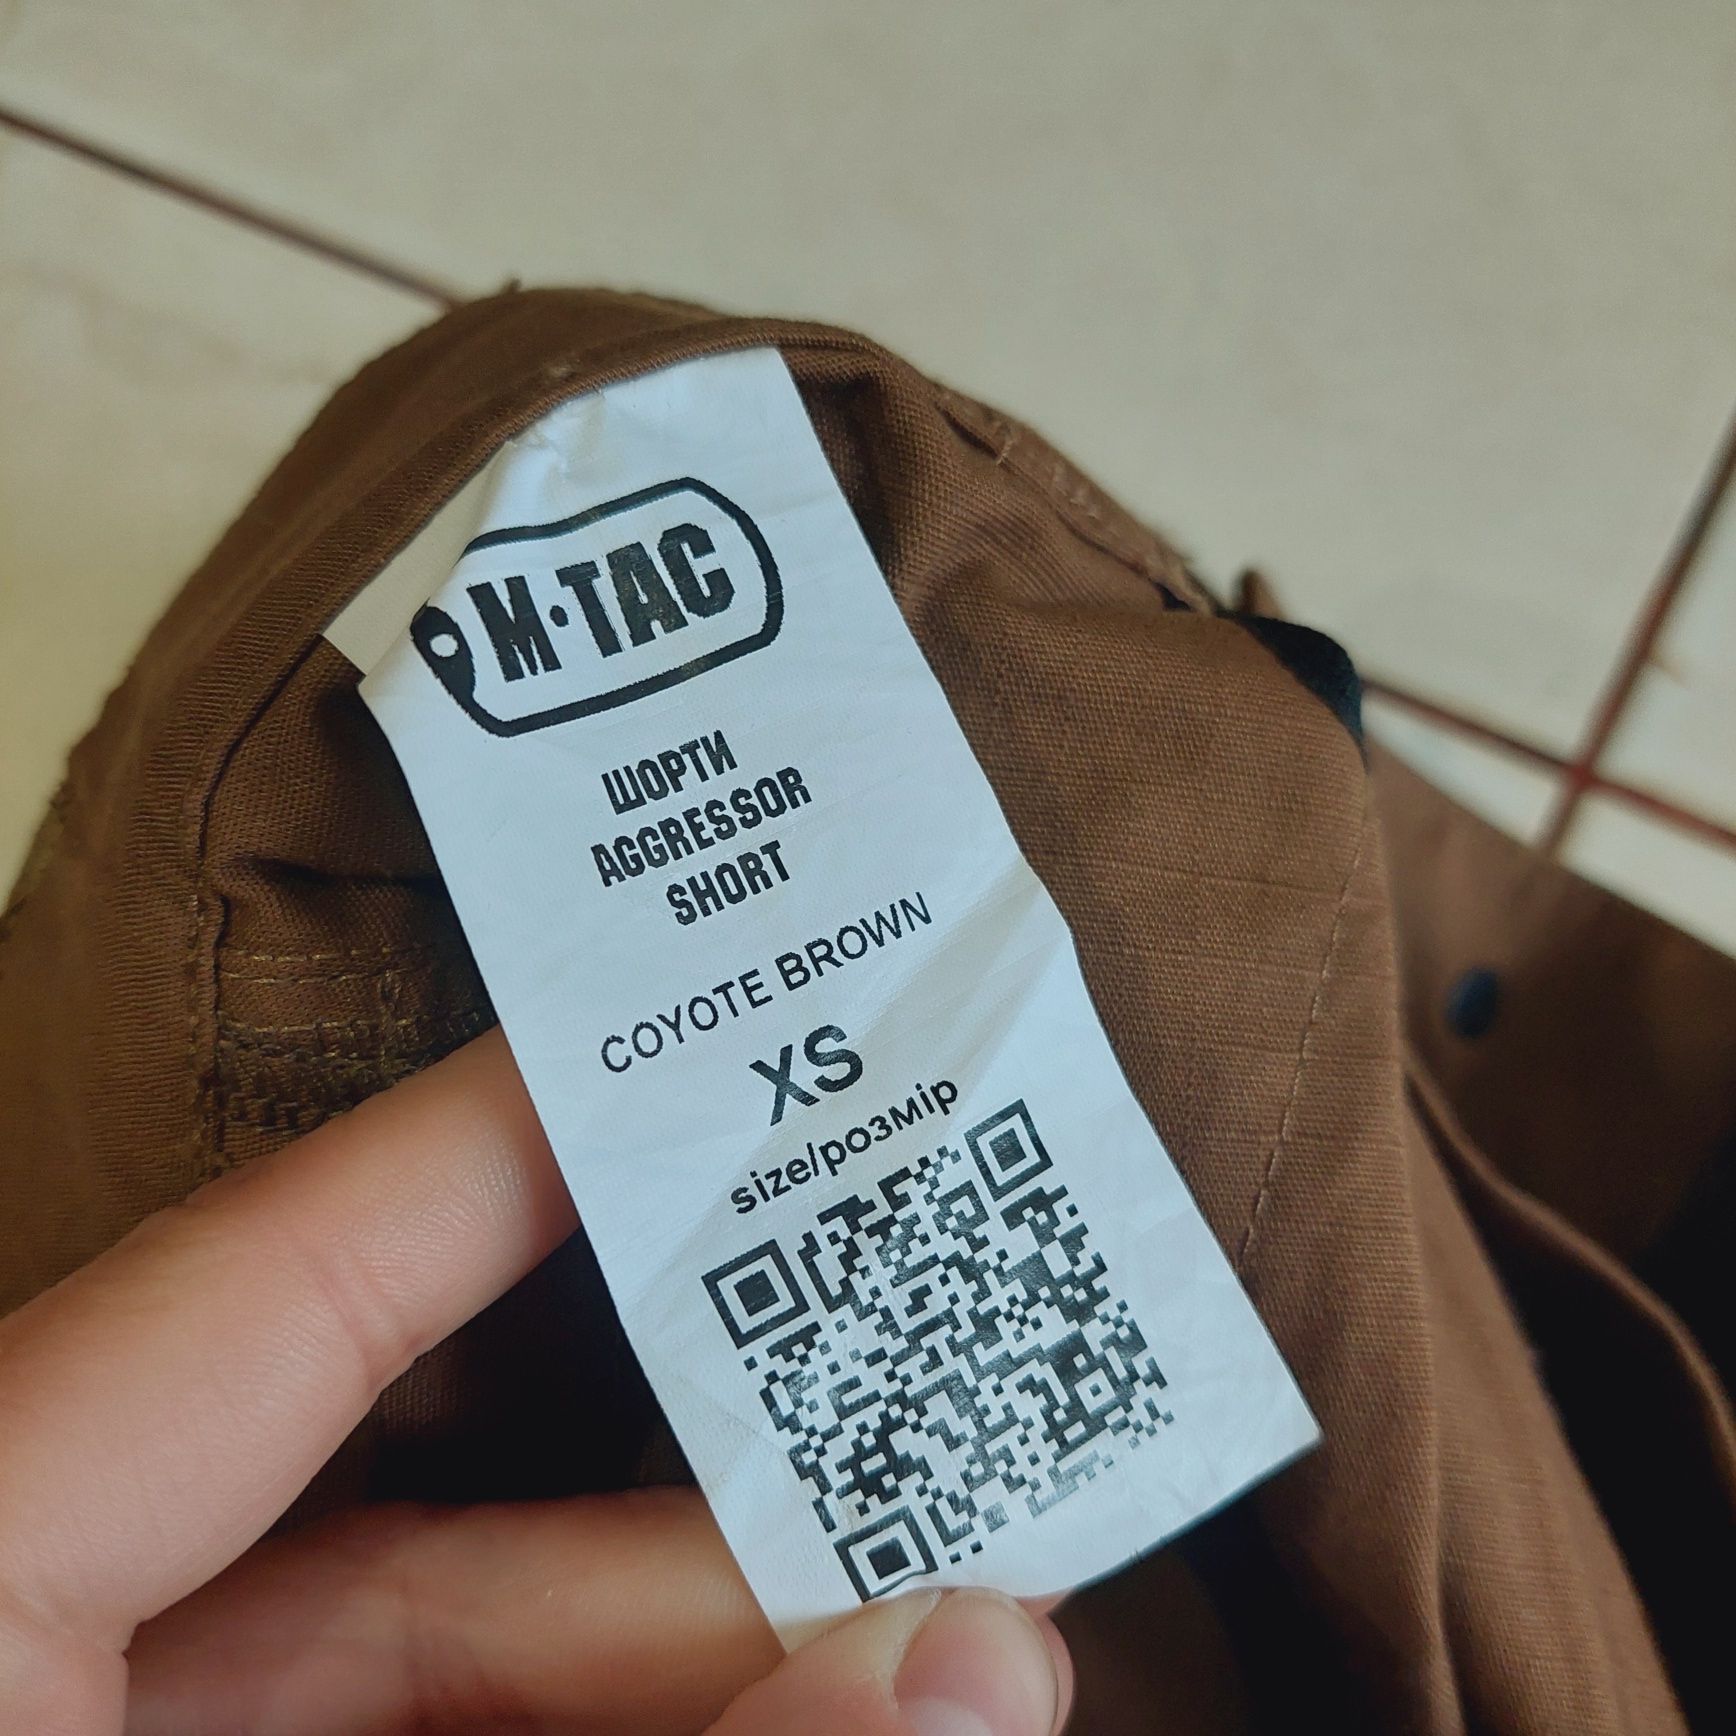 M·TAC
ШОРТИ
AGGRESSOR
SHORT
COYOTE BROWN
XS
size/розмір